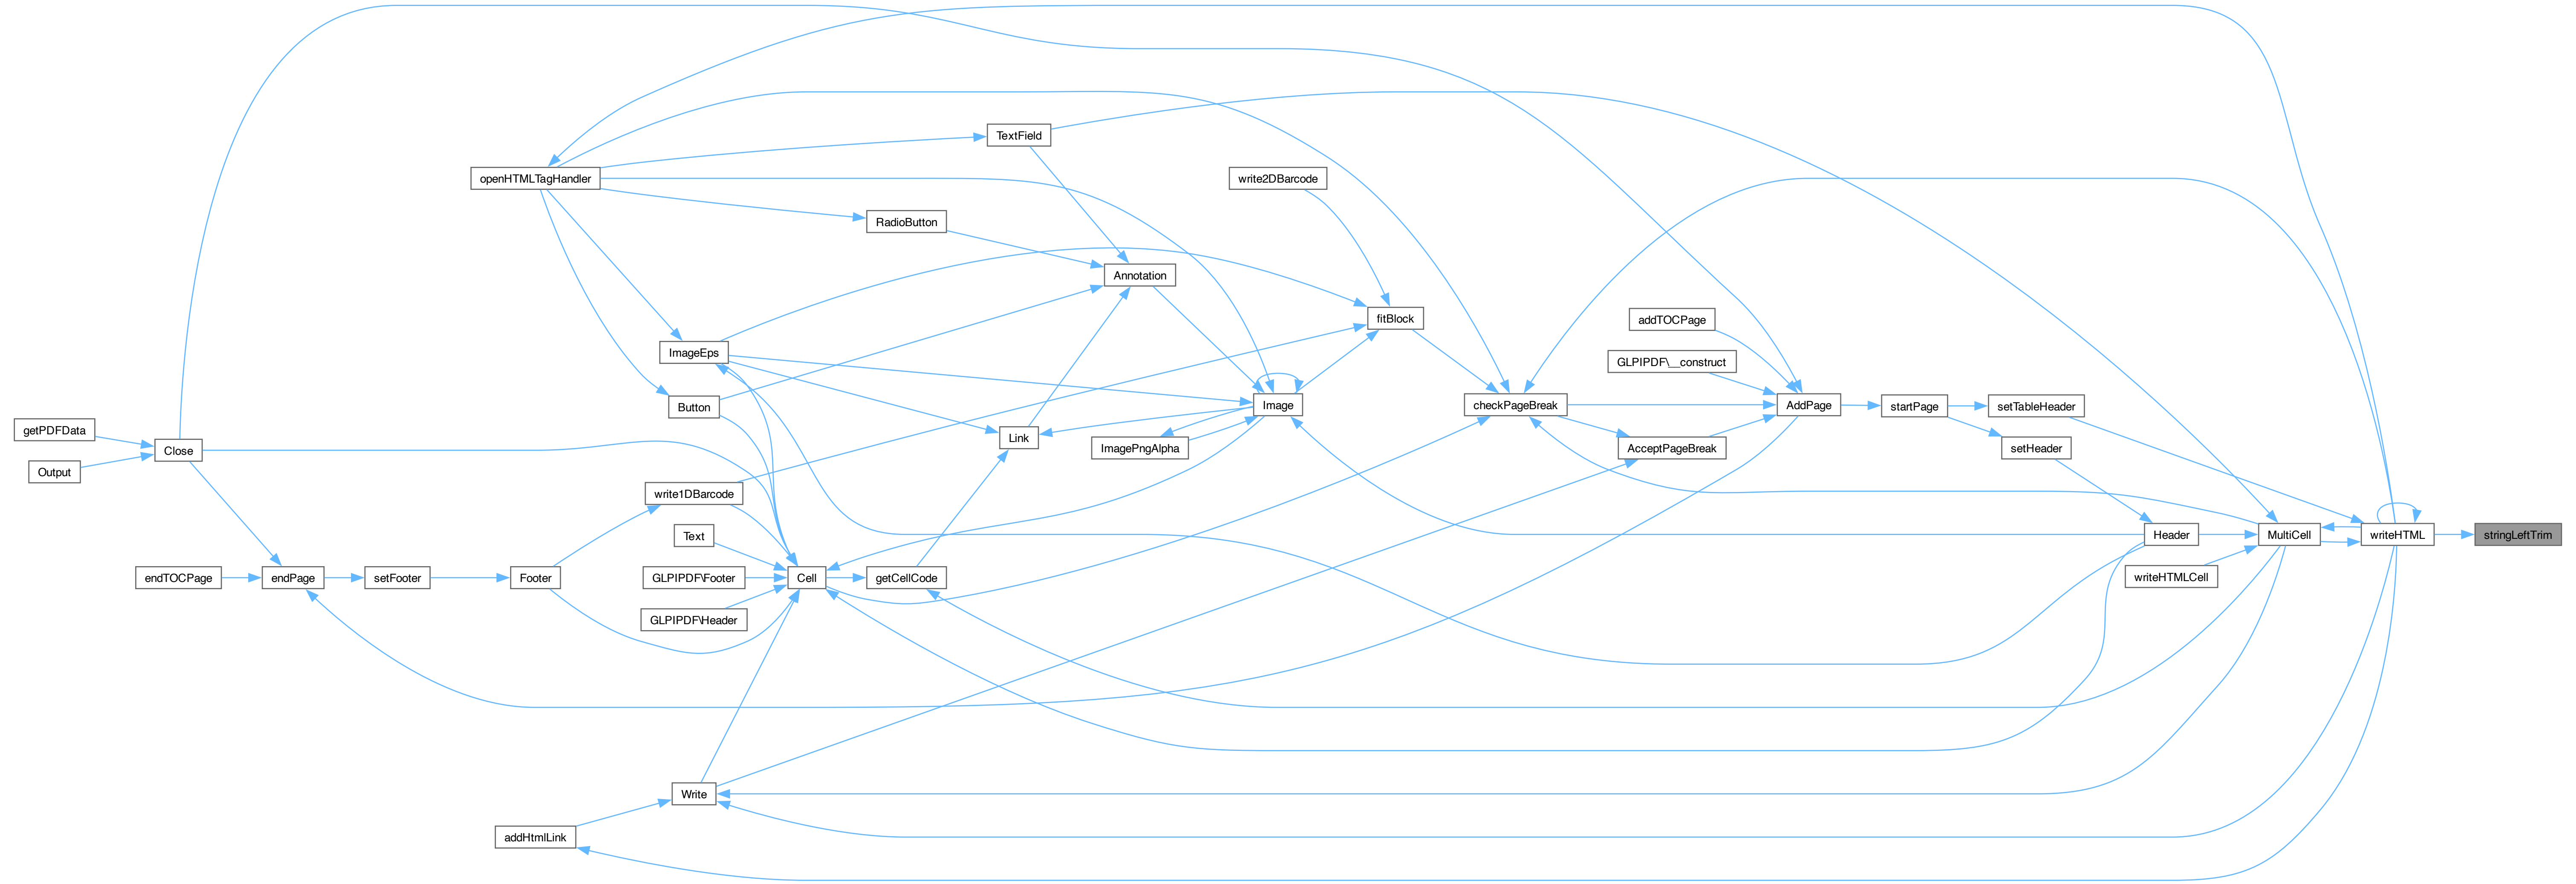 TextField
openHTMLTagHandler
write2DBarcode
RadioButton
Annotation
fitBlock
addTOCPage
ImageEps
GLPIPDF\__construct
Button
Image
checkPageBreak
AddPage
startPage
setTableHeader
getPDFData
Close
Link
ImagePngAlpha
AcceptPageBreak
setHeader
Output
write1DBarcode
Text
Header
MultiCell
writeHTML
stringLeftTrim
endTOCPage
endPage
setFooter
Footer
GLPIPDF\Footer
Cell
getCellCode
writeHTMLCell
GLPIPDF\Header
Write
addHtmlLink